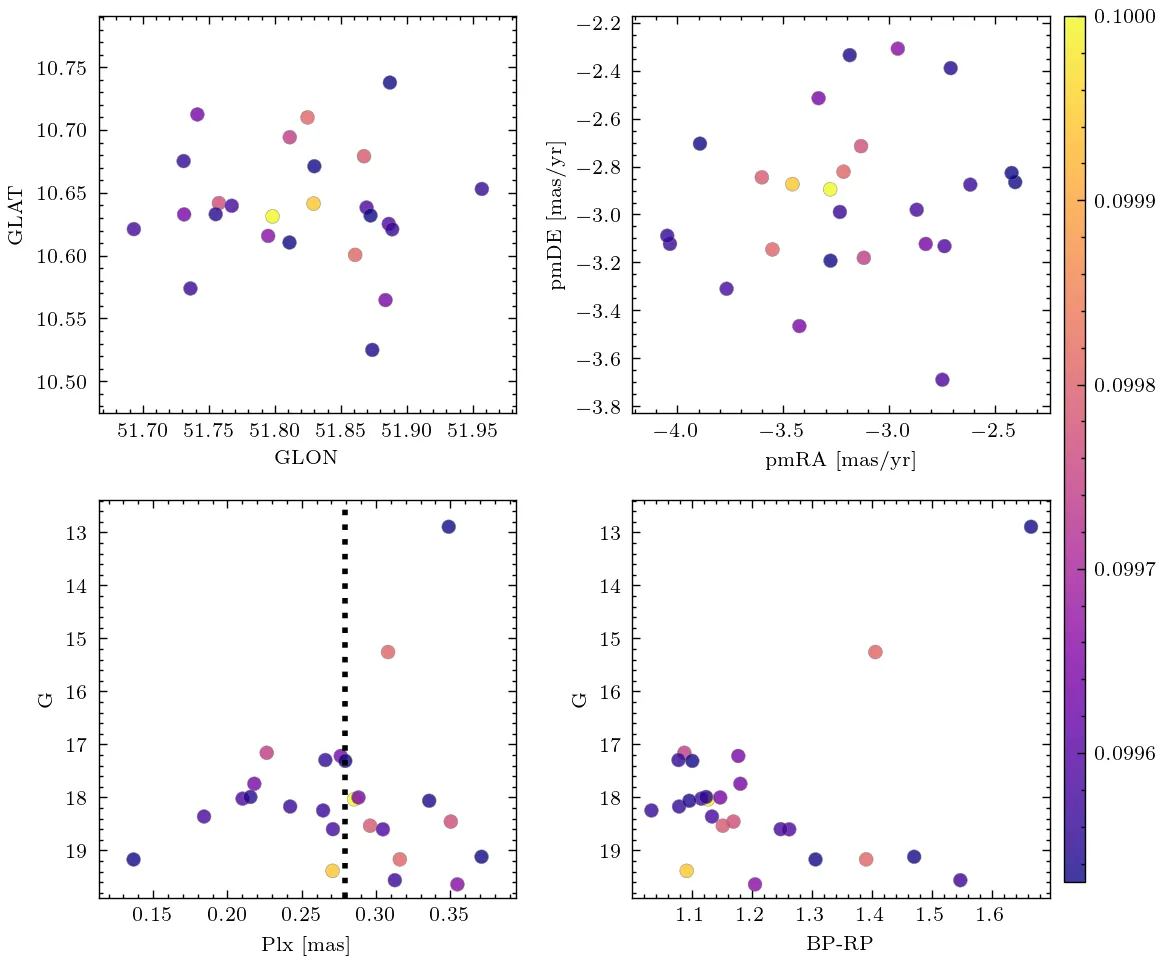 10.75
10.70
10.65
10.60
10.55
10.50
GLAT
51.70 51.75 51.80 51.85 51.90 51.95
GLON
−2.2
−2.4
−2.6
−2.8
−3.0
−3.2
−3.4
−3.6
−3.8
pmDE [mas/yr]
−4.0 −3.5 −3.0 −2.5
pmRA [mas/yr]
13
14
15
16
17
18
19
G
0.15 0.20 0.25 0.30 0.35
Plx [mas]
13
14
15
16
17
18
19
G
1.1 1.2 1.3 1.4 1.5 1.6
BP-RP
0.1000
0.0999
0.0998
0.0997
0.0996